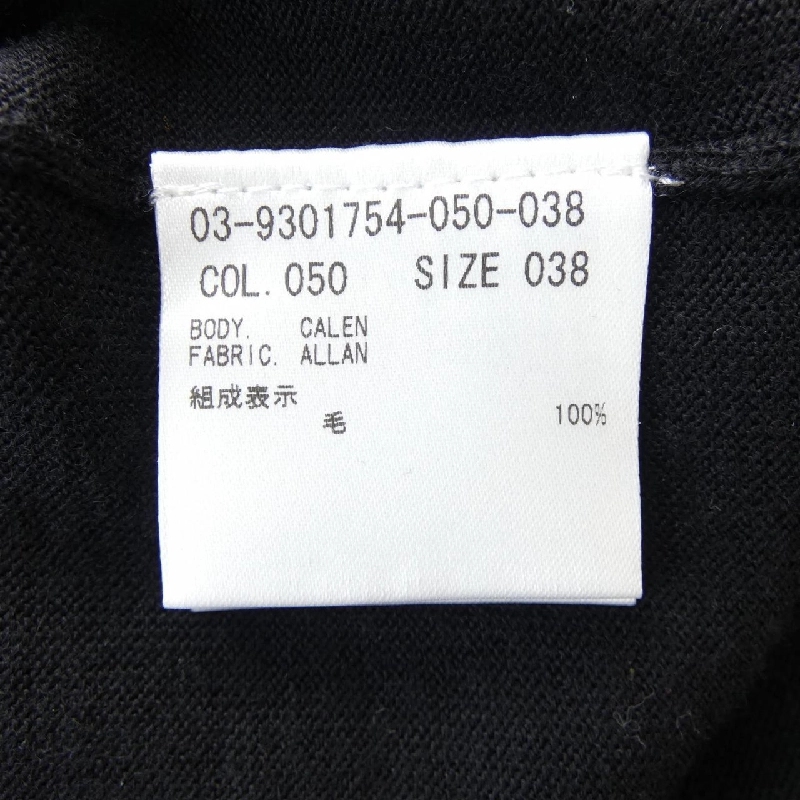 03-9301754-050-038
COL. 050 SIZE 038
BODY. CALEN
FABRIC. ALLAN
組成表示
毛 100%